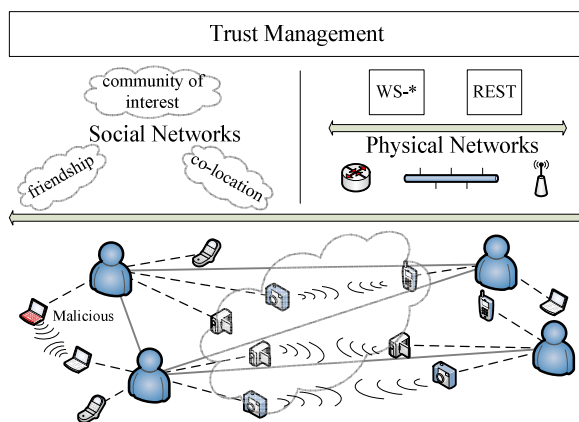 Trust Management
community of
interest
Social Networks
friendship
co-location
WS-*
REST
Physical Networks
Malicious